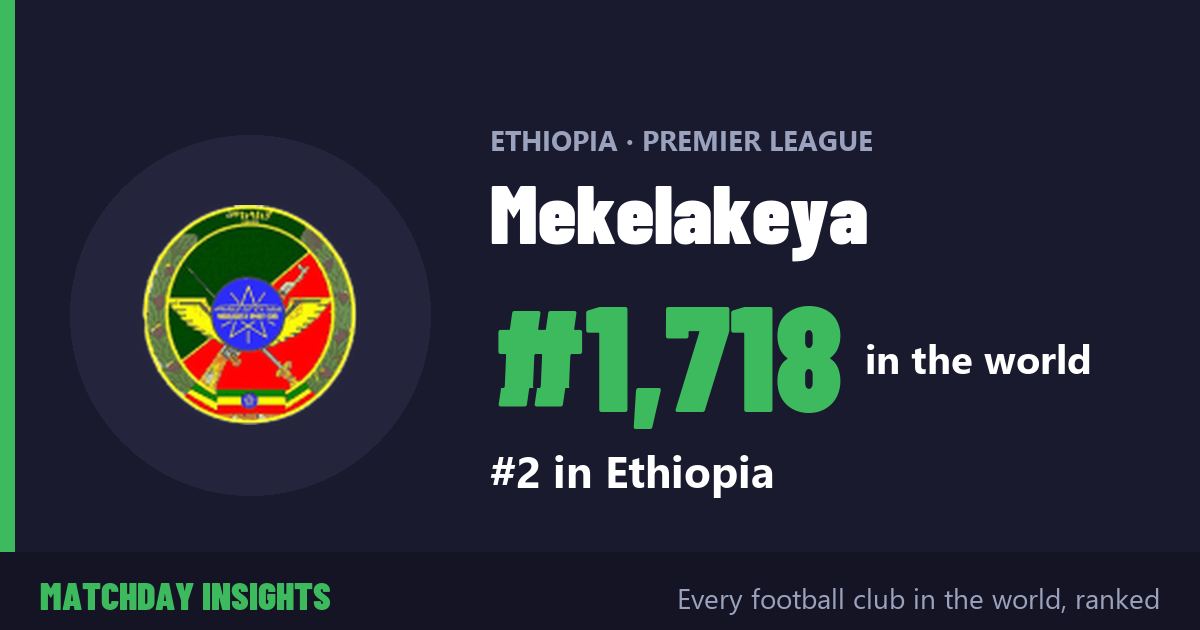 ETHIOPIA · PREMIER LEAGUE
Mekelakeya
#1,718 in the world
#2 in Ethiopia
MATCHDAY INSIGHTS
Every football club in the world, ranked